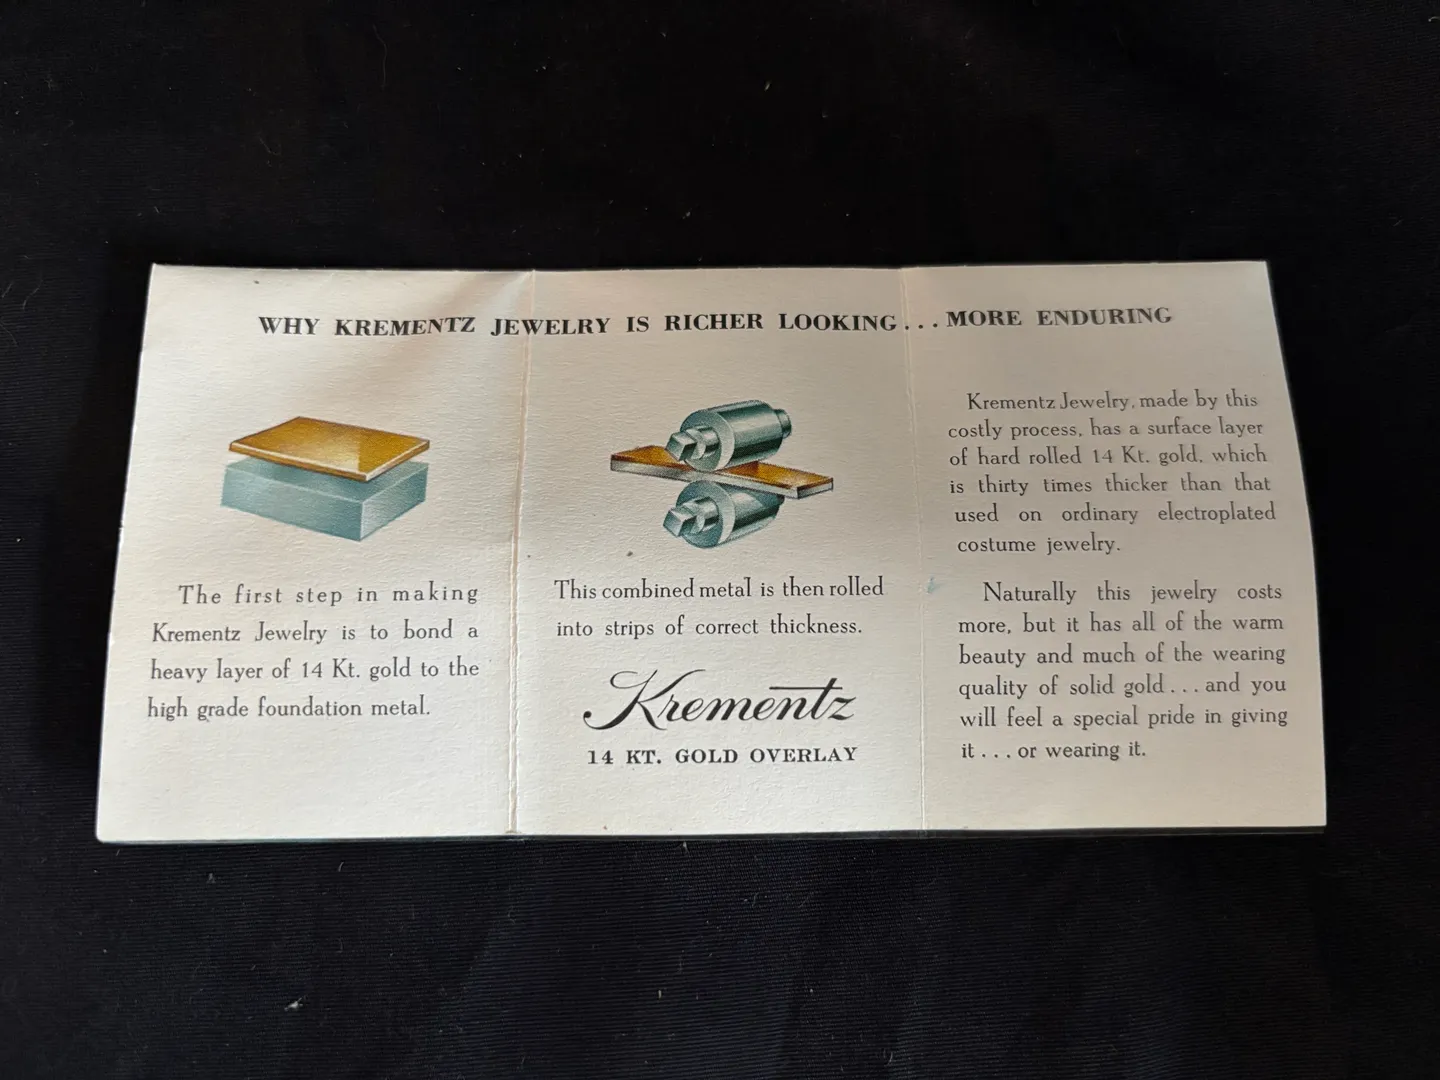 WHY KREMENTZ JEWELRY IS RICHER LOOKING . . . MORE ENDURING
The first step in making
Krementz Jewelry is to bond a
heavy layer of 14 Kt. gold to the
high grade foundation metal.
This combined metal is then rolled
into strips of correct thickness.
Krementz
14 KT. GOLD OVERLAY
Krementz Jewelry, made by this
costly process, has a surface layer
of hard rolled 14 Kt. gold, which
is thirty times thicker than that
used on ordinary electroplated
costume jewelry.
Naturally this jewelry costs
more, but it has all of the warm
beauty and much of the wearing
quality of solid gold . . . and you
will feel a special pride in giving
it . . . or wearing it.